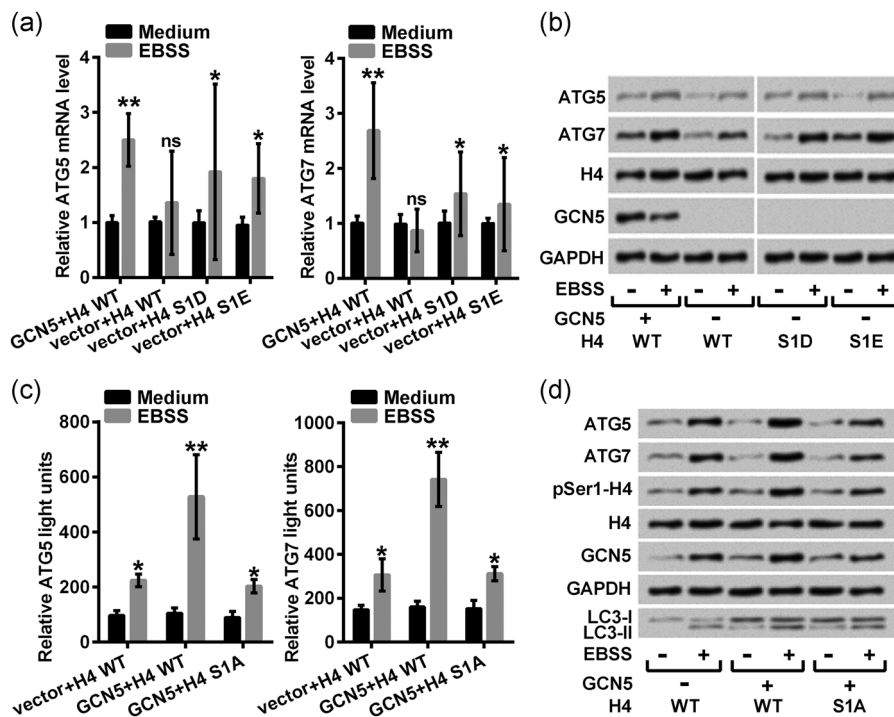 (a)
Medium
EBSS
Relative ATG5 mRNA level
4
3
2
1
0
**
ns
*
*
GCN5+H4 WT
vector+H4 WT
vector+H4 S1D
vector+H4 S1E
Medium
EBSS
Relative ATG7 mRNA level
4
3
2
1
0
**
ns
*
*
GCN5+H4 WT
vector+H4 WT
vector+H4 S1D
vector+H4 S1E
(b)
ATG5
ATG7
H4
GCN5
GAPDH
EBSS - + - + - + - +
GCN5 + - - -
H4 WT WT S1D S1E
(c)
Medium
EBSS
Relative ATG5 light units
800
600
400
200
0
*
**
*
vector+H4 WT
GCN5+H4 WT
GCN5+H4 S1A
Medium
EBSS
Relative ATG7 light units
1000
800
600
400
200
0
*
**
*
vector+H4 WT
GCN5+H4 WT
GCN5+H4 S1A
(d)
ATG5
ATG7
pSer1-H4
H4
GCN5
GAPDH
LC3-I
LC3-II
EBSS - + - + - +
GCN5 - + +
H4 WT WT S1A